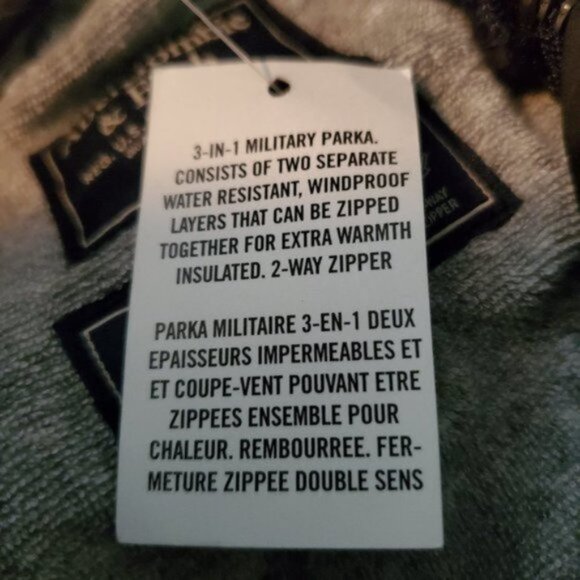 & Fitch
3-IN-1 MILITARY PARKA.
CONSISTS OF TWO SEPARATE
WATER RESISTANT, WINDPROOF
LAYERS THAT CAN BE ZIPPED
TOGETHER FOR EXTRA WARMTH
INSULATED. 2-WAY ZIPPER
PARKA MILITAIRE 3-EN-1 DEUX
EPAISSEURS IMPERMEABLES ET
ET COUPE-VENT POUVANT ETRE
ZIPPEES ENSEMBLE POUR
CHALEUR. REMBOURREE. FER-
METURE ZIPPEE DOUBLE SENS